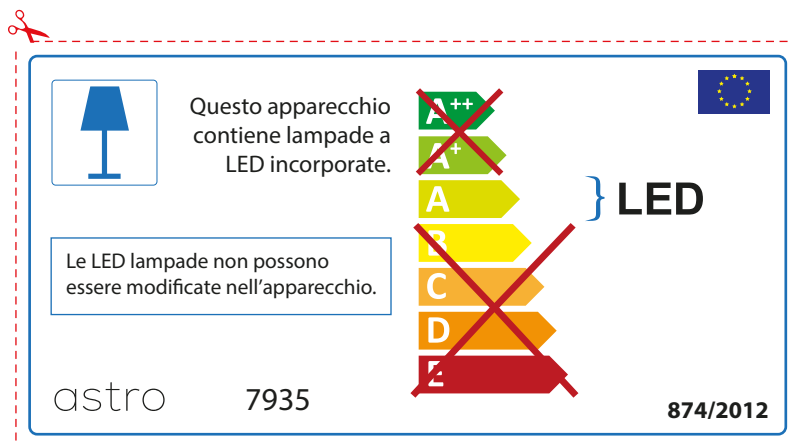 Questo apparecchio
contiene lampade a
LED incorporate.
A++
A+
A
B
C
D
E
LED
Le LED lampade non possono
essere modificate nell'apparecchio.
astro
7935
874/2012